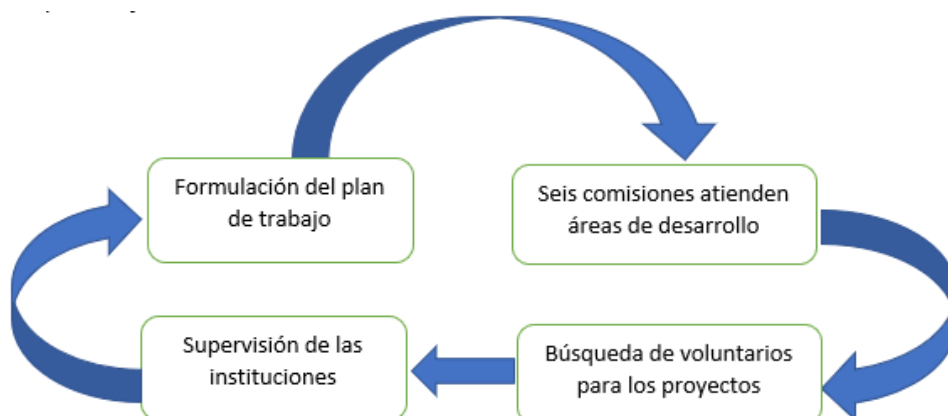 Formulación del plan
de trabajo
Seis comisiones atienden
áreas de desarrollo
Supervisión de las
instituciones
Búsqueda de voluntarios
para los proyectos